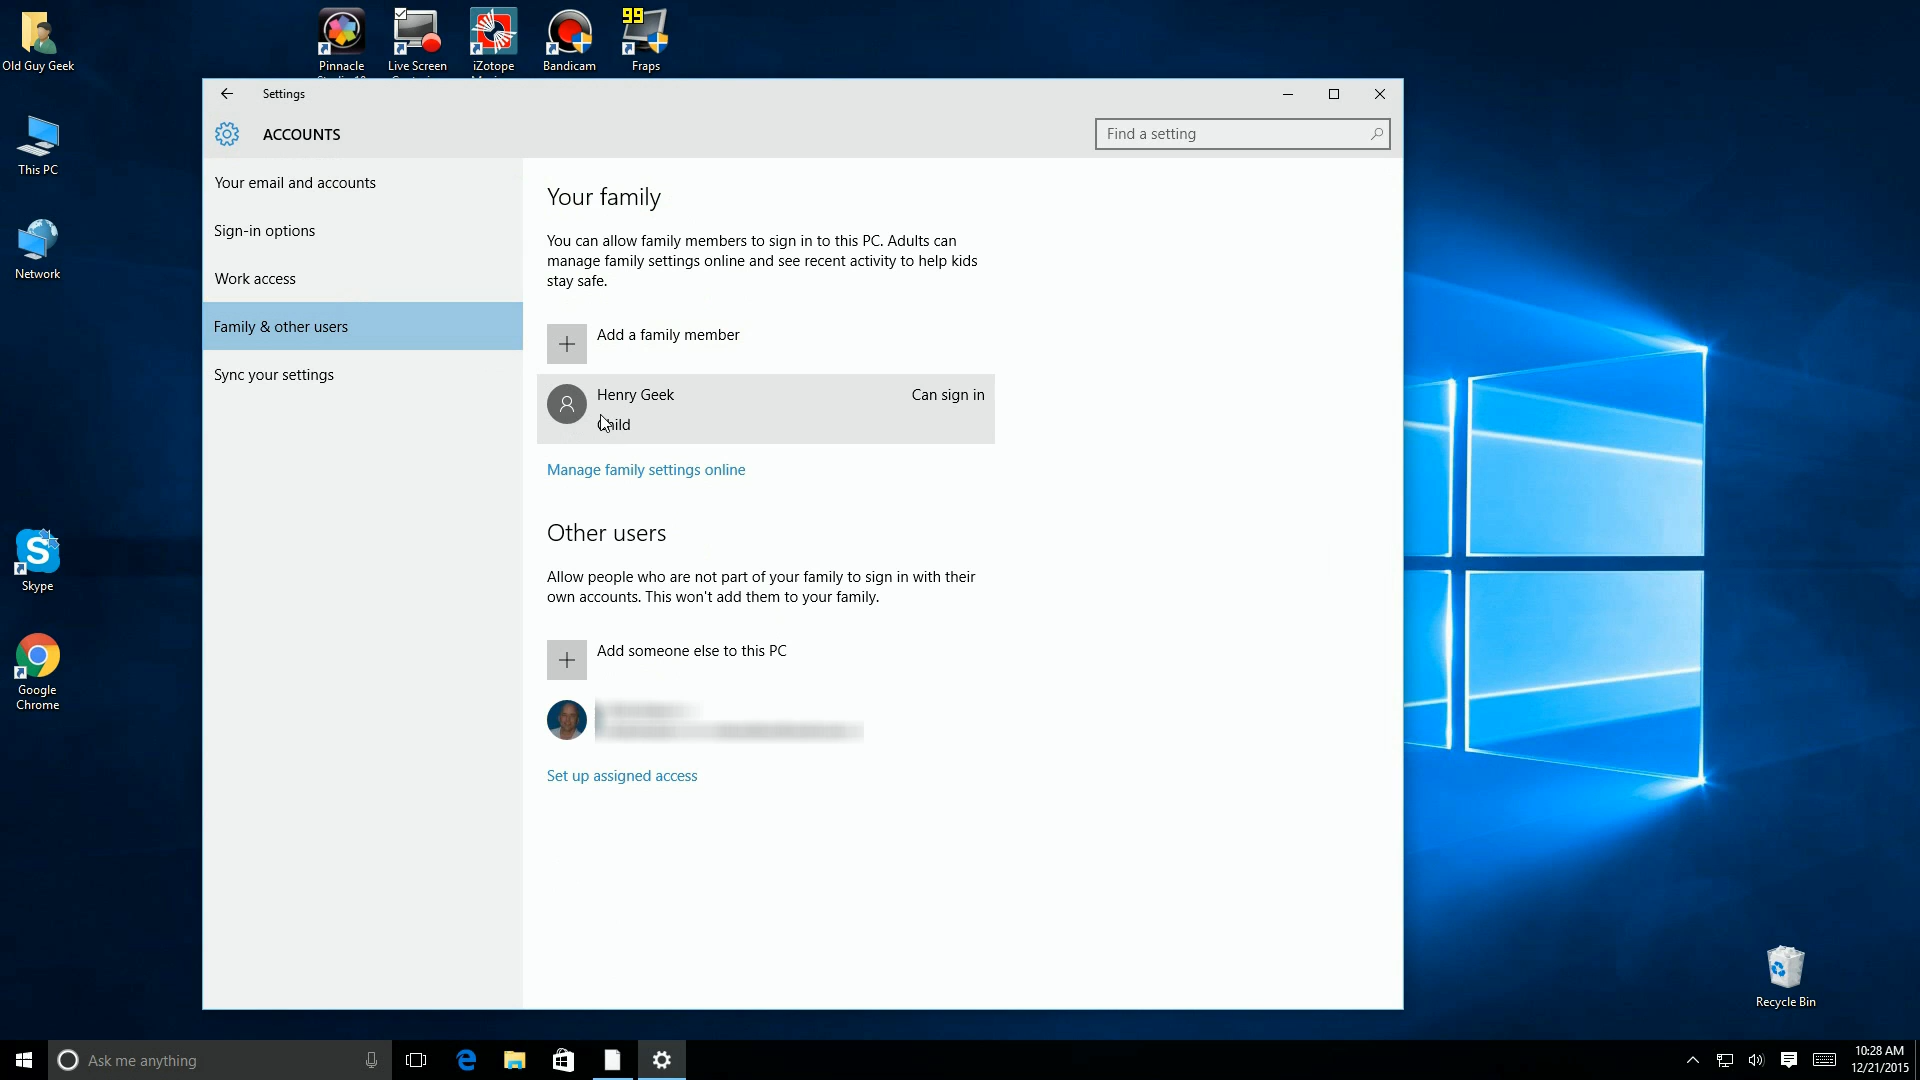 Old Guy Geek
Pinnacle
Live Screen
iZotope
Bandicam
99
Fraps
This PC
Network
Skype
Google
Chrome
Settings
ACCOUNTS
Find a setting
Your email and accounts
Sign-in options
Work access
Family & other users
Sync your settings
Your family
You can allow family members to sign in to this PC. Adults can
manage family settings online and see recent activity to help kids
stay safe.
Add a family member
Henry Geek
Can sign in
Child
Manage family settings online
Other users
Allow people who are not part of your family to sign in with their
own accounts. This won't add them to your family.
Add someone else to this PC
Set up assigned access
Recycle Bin
Ask me anything
10:28 AM
12/21/2015